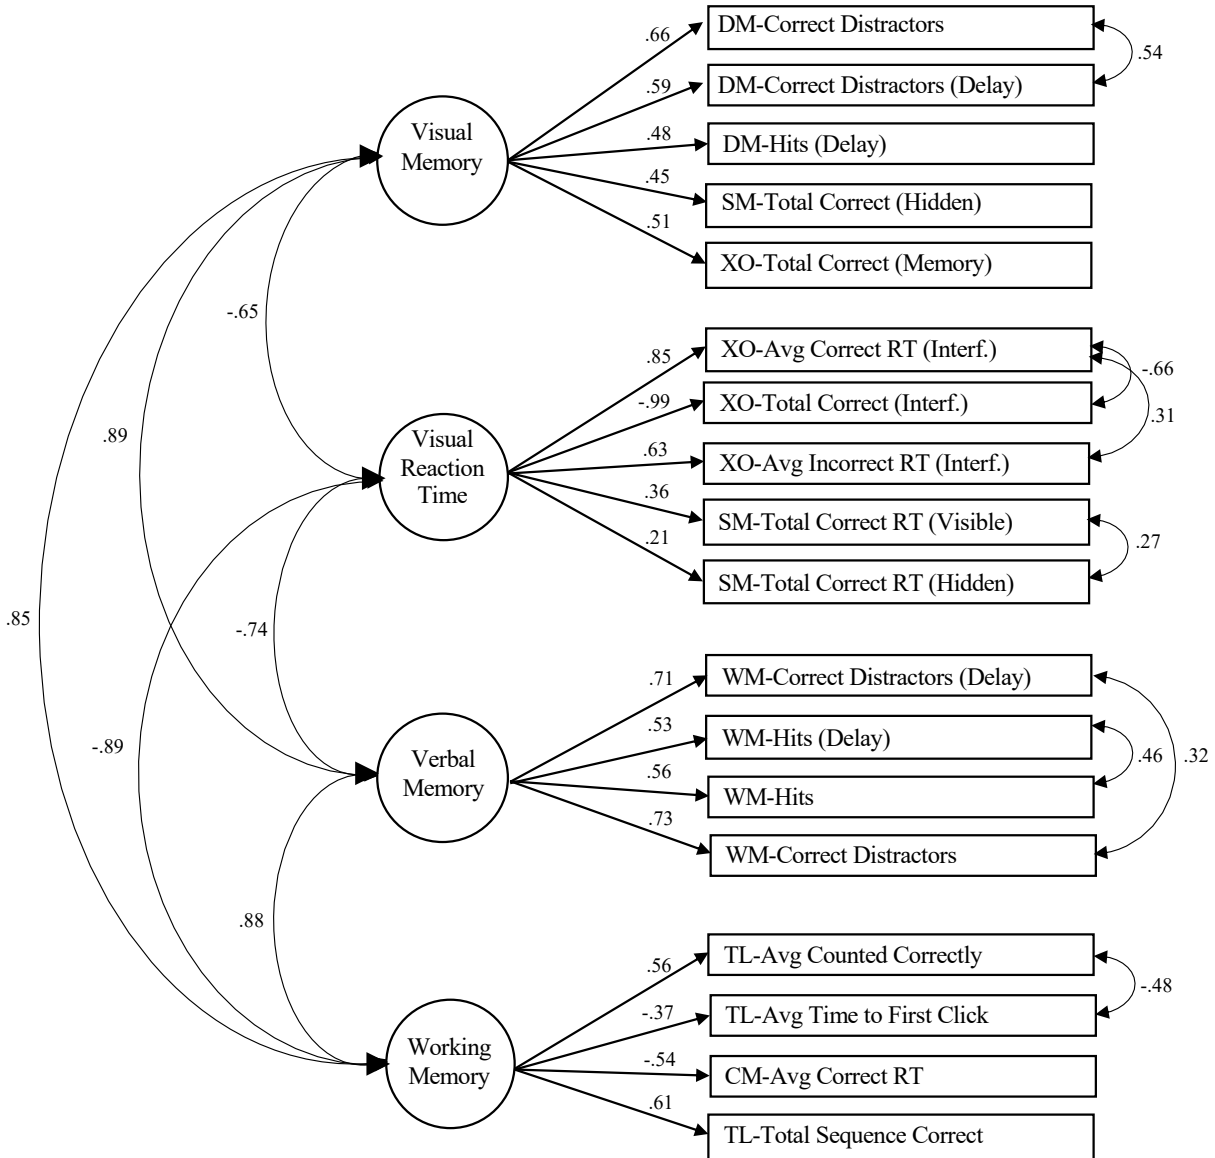 .66
DM-Correct Distractors
.54
.59
DM-Correct Distractors (Delay)
Visual
Memory
.48
DM-Hits (Delay)
.45
SM-Total Correct (Hidden)
.51
XO-Total Correct (Memory)
-.65
.85
XO-Avg Correct RT (Interf.)
-.66
-.99
XO-Total Correct (Interf.)
.31
.89
Visual
Reaction
Time
.63
XO-Avg Incorrect RT (Interf.)
.36
SM-Total Correct RT (Visible)
.27
.21
SM-Total Correct RT (Hidden)
.85
-.74
.71
WM-Correct Distractors (Delay)
-.89
.53
WM-Hits (Delay)
.46
.32
Verbal
Memory
.56
WM-Hits
.73
WM-Correct Distractors
.88
.56
TL-Avg Counted Correctly
-.48
-.37
TL-Avg Time to First Click
Working
Memory
-.54
CM-Avg Correct RT
.61
TL-Total Sequence Correct